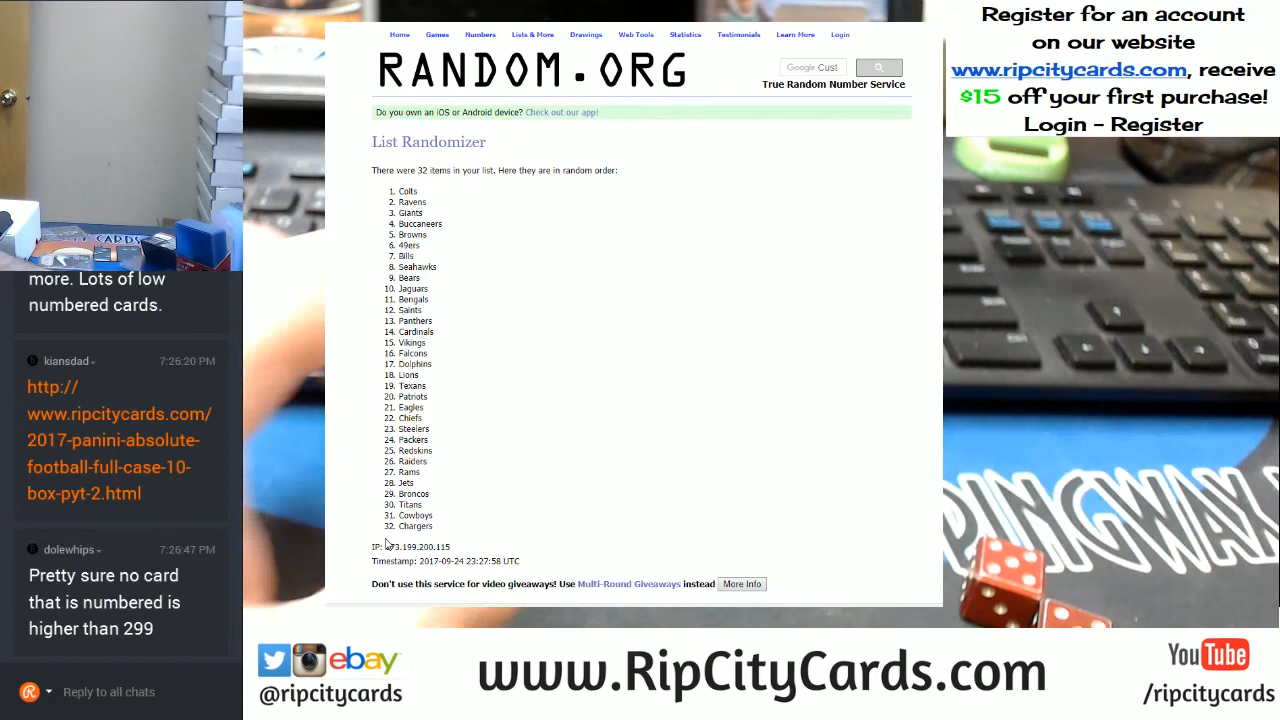 Home Games Numbers Lists & More Drawings Web Tools Statistics Testimonials Learn More Login
RANDOM.ORG
Google Cust
True Random Number Service
Do you own an iOS or Android device? Check out our app!
List Randomizer
There were 32 items in your list. Here they are in random order:
1. Colts
2. Ravens
3. Giants
4. Buccaneers
5. Browns
6. 49ers
7. Bills
8. Seahawks
9. Bears
10. Jaguars
11. Bengals
12. Saints
13. Panthers
14. Cardinals
15. Vikings
16. Falcons
17. Dolphins
18. Lions
19. Texans
20. Patriots
21. Eagles
22. Chiefs
23. Steelers
24. Packers
25. Redskins
26. Raiders
27. Rams
28. Jets
29. Broncos
30. Titans
31. Cowboys
32. Chargers
IP:
Timestamp: 2017-09-24 23:27:58 UTC
Don't use this service for video giveaways! Use Multi-Round Giveaways instead More Info
Register for an account
on our website
www.ripcitycards.com, receive
$15 off your first purchase!
Login - Register
more. Lots of low
numbered cards.
kiansdad 7:26:20 PM
http://
www.ripcitycards.com/
2017-panini-absolute-
football-full-case-10-
box-pyt-2.html
dolewhips 7:26:47 PM
Pretty sure no card
that is numbered is
higher than 299
Reply to all chats
ebay
@ripcitycards
www.RipCityCards.com
YouTube
/ripcitycards